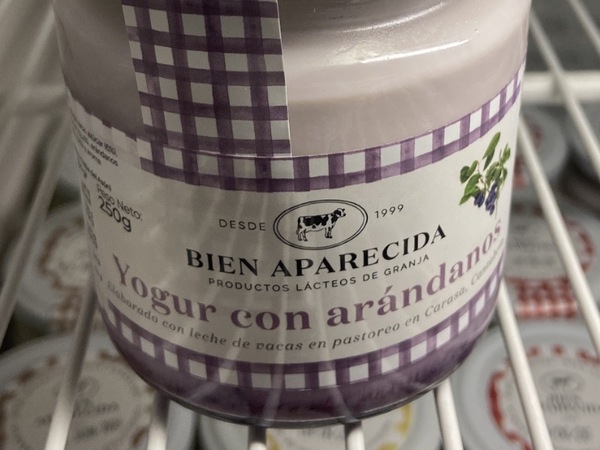 Peso Neto:
250g
DESDE 1999
BIEN APARECIDA
PRODUCTOS LÁCTEOS DE GRANJA
Yogur con arándanos
Elaborado con leche de vacas en pastoreo en Carasa,